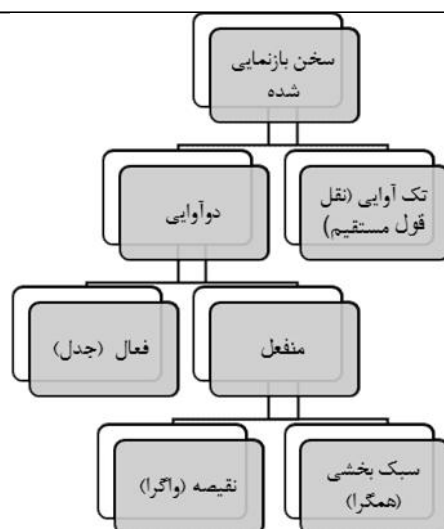 سخن بازنمایی
شده
تک آوایی (نقل
قول مستقیم)
دوآوایی
منفعل
فعال (جدل)
سبک بخشی
(همگرا)
نقیصه (واگرا)